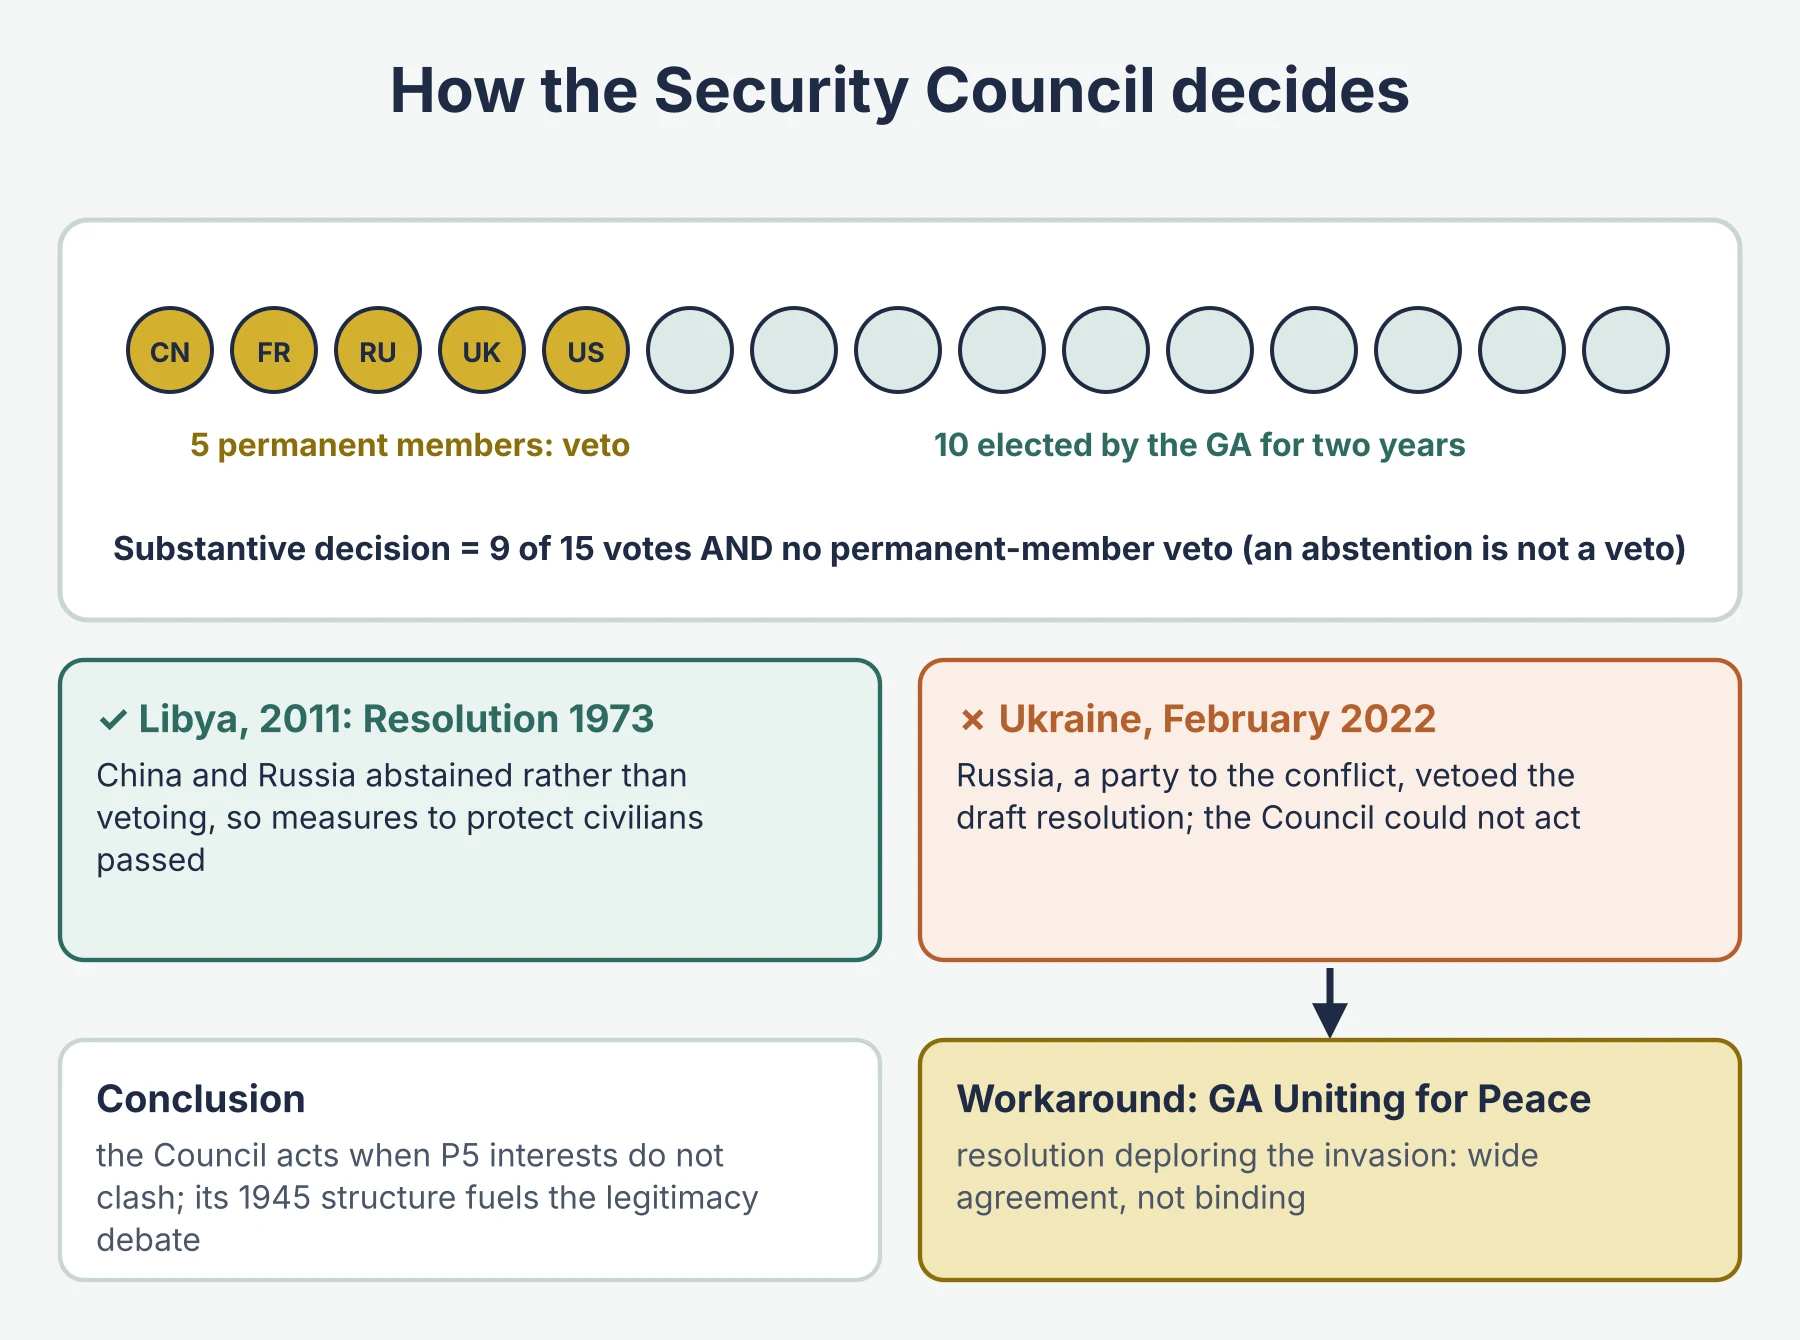 How the Security Council decides
CN FR RU UK US
5 permanent members: veto
10 elected by the GA for two years
Substantive decision = 9 of 15 votes AND no permanent-member veto (an abstention is not a veto)
✓ Libya, 2011: Resolution 1973
China and Russia abstained rather than
vetoing, so measures to protect civilians
passed
× Ukraine, February 2022
Russia, a party to the conflict, vetoed the
draft resolution; the Council could not act
Conclusion
the Council acts when P5 interests do not
clash; its 1945 structure fuels the legitimacy
debate
Workaround: GA Uniting for Peace
resolution deploring the invasion: wide
agreement, not binding